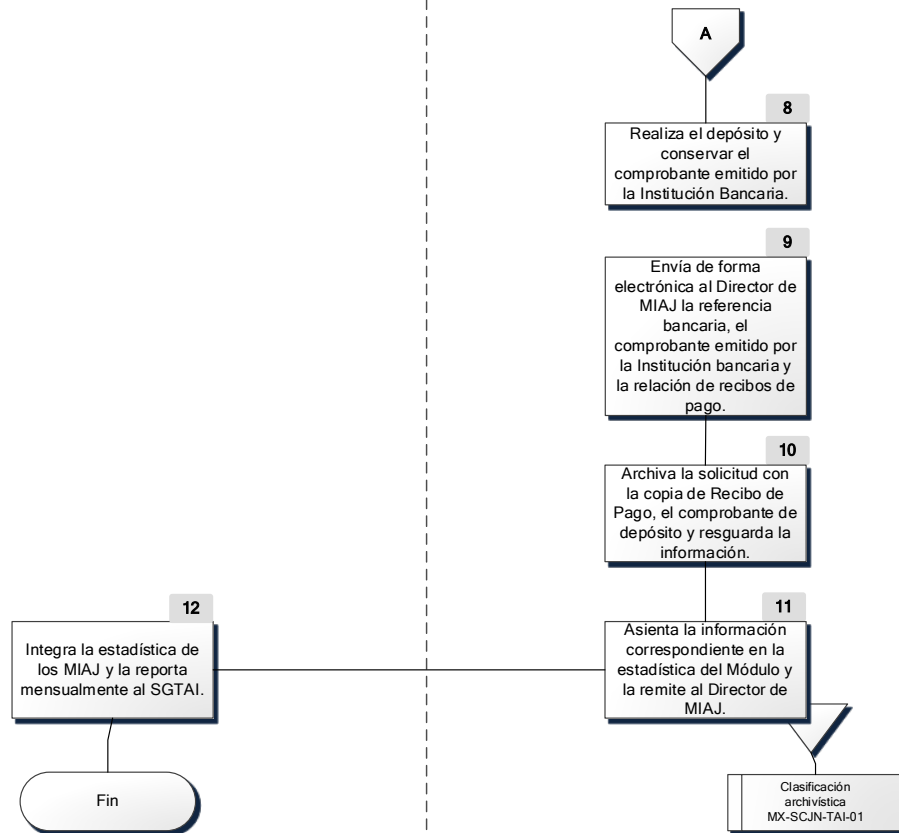 A
8
Realiza el depósito y
conservar el
comprobante emitido por
la Institución Bancaria.
9
Envía de forma
electrónica al Director de
MIAJ la referencia
bancaria, el
comprobante emitido por
la Institución bancaria y
la relación de recibos de
pago.
10
Archiva la solicitud con
la copia de Recibo de
Pago, el comprobante de
depósito y resguarda la
información.
11
Asienta la información
correspondiente en la
estadística del Módulo y
la remite al Director de
MIAJ.
12
Integra la estadística de
los MIAJ y la reporta
mensualmente al SGTAI.
Fin
Clasificación
archivística
MX-SCJN-TAI-01